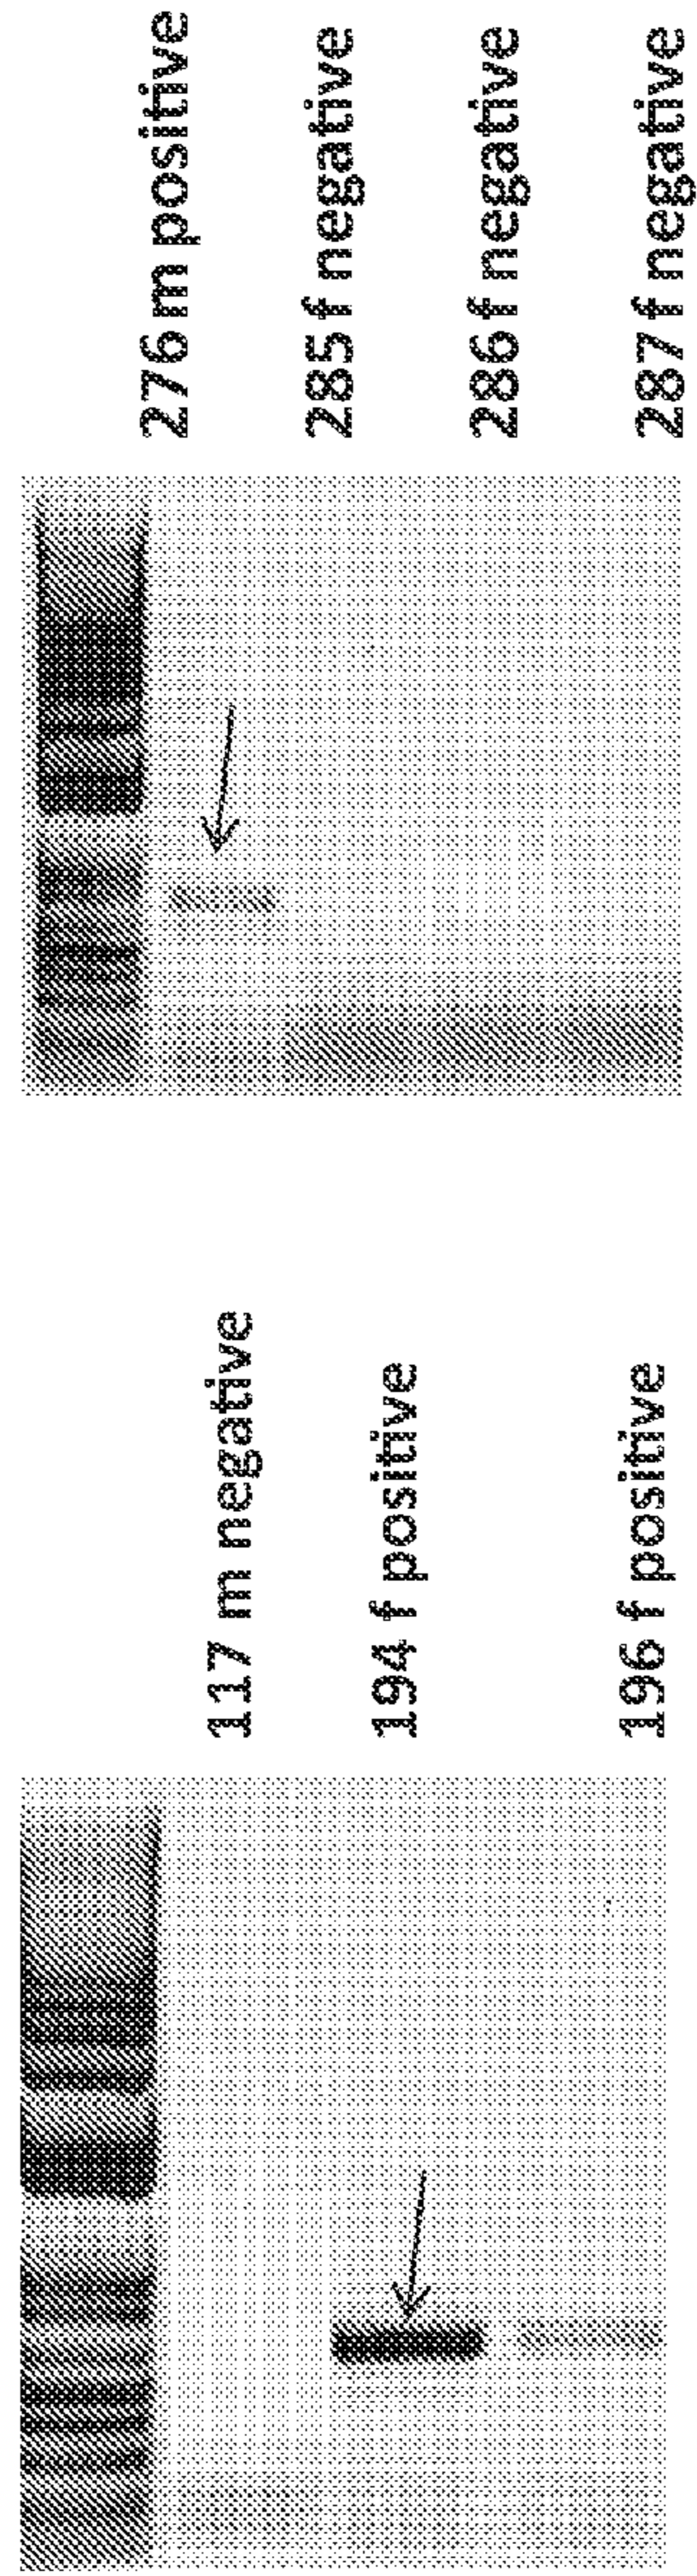 276 m positive
285 f negative
286 f negative
287 f negative
117 m negative
194 f positive
196 f positive